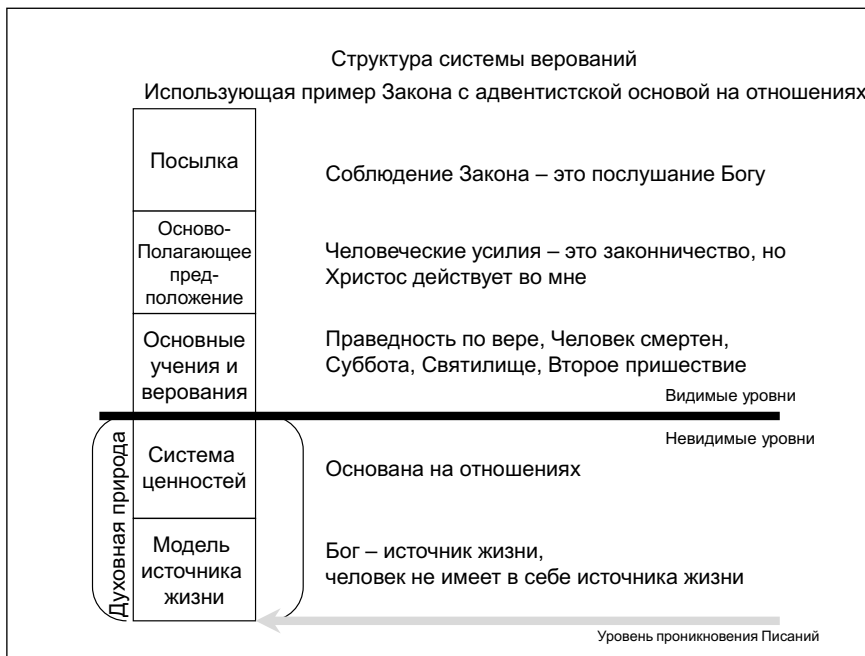 Структура системы верований
Использующая пример Закона с адвентистской основой на отношениях
Посылка
Соблюдение Закона – это послушание Богу
Осново-
Полагающее
пред-
положение
Человеческие усилия – это законничество, но
Христос действует во мне
Основные
учения и
верования
Праведность по вере, Человек смертен,
Суббота, Святилище, Второе пришествие
Видимые уровни
Невидимые уровни
Духовная природа
Система
ценностей
Основана на отношениях
Модель
источника
жизни
Бог – источник жизни,
человек не имеет в себе источника жизни
Уровень проникновения Писаний